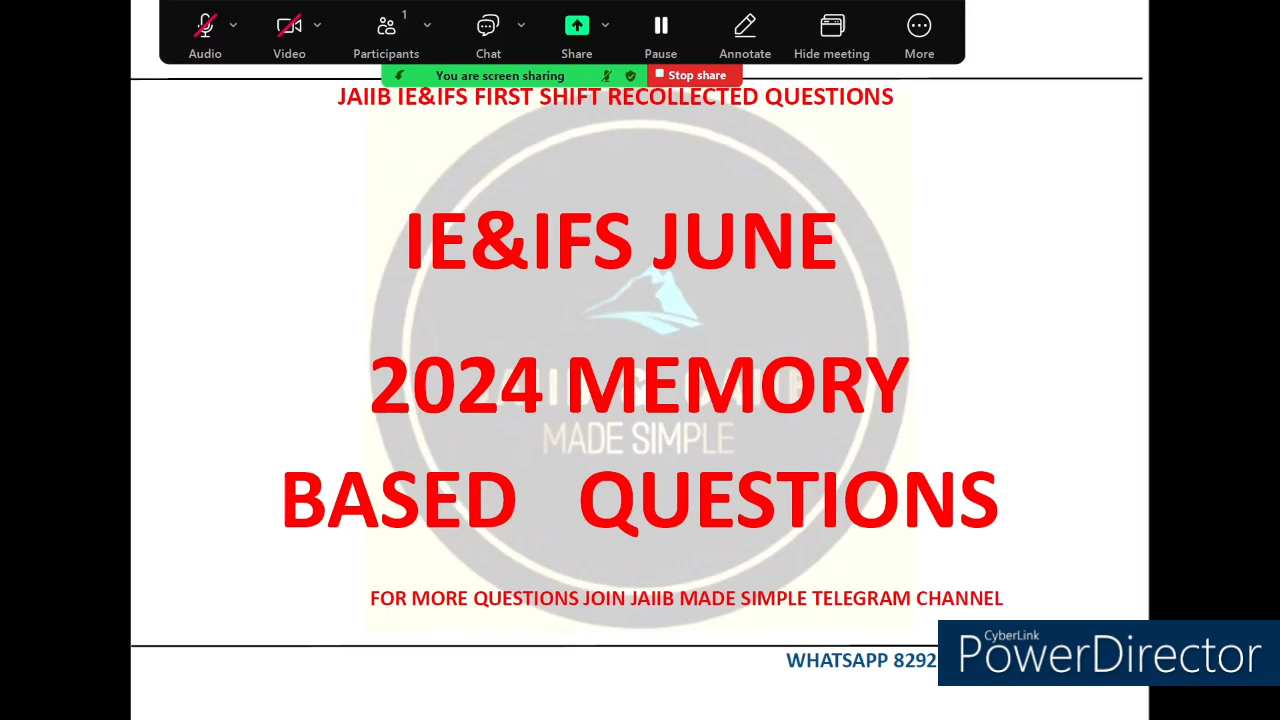 1
Audio Video Participants Chat Share Pause Annotate Hide meeting More
You are screen sharing Stop share
JAIIB IE&IFS FIRST SHIFT RECOLLECTED QUESTIONS
IE&IFS JUNE
2024 MEMORY
MADE SIMPLE
BASED QUESTIONS
FOR MORE QUESTIONS JOIN JAIIB MADE SIMPLE TELEGRAM CHANNEL
WHATSAPP 8292
CyberLink
PowerDirector